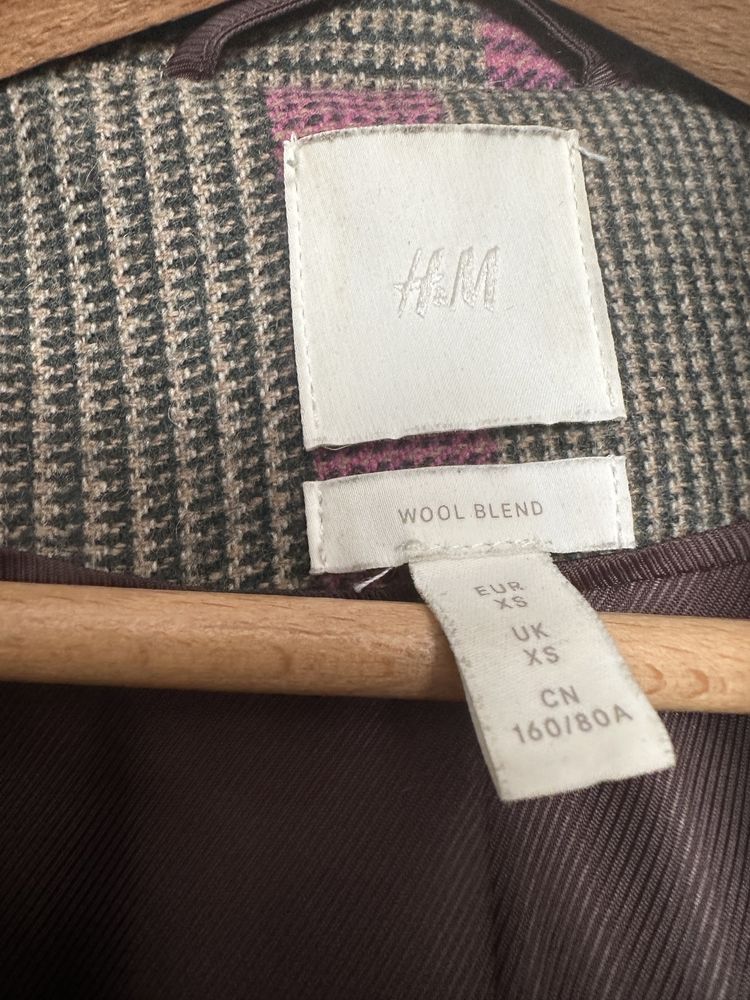 H&M
WOOL BLEND
EUR
XS
UK
XS
CN
160/80A